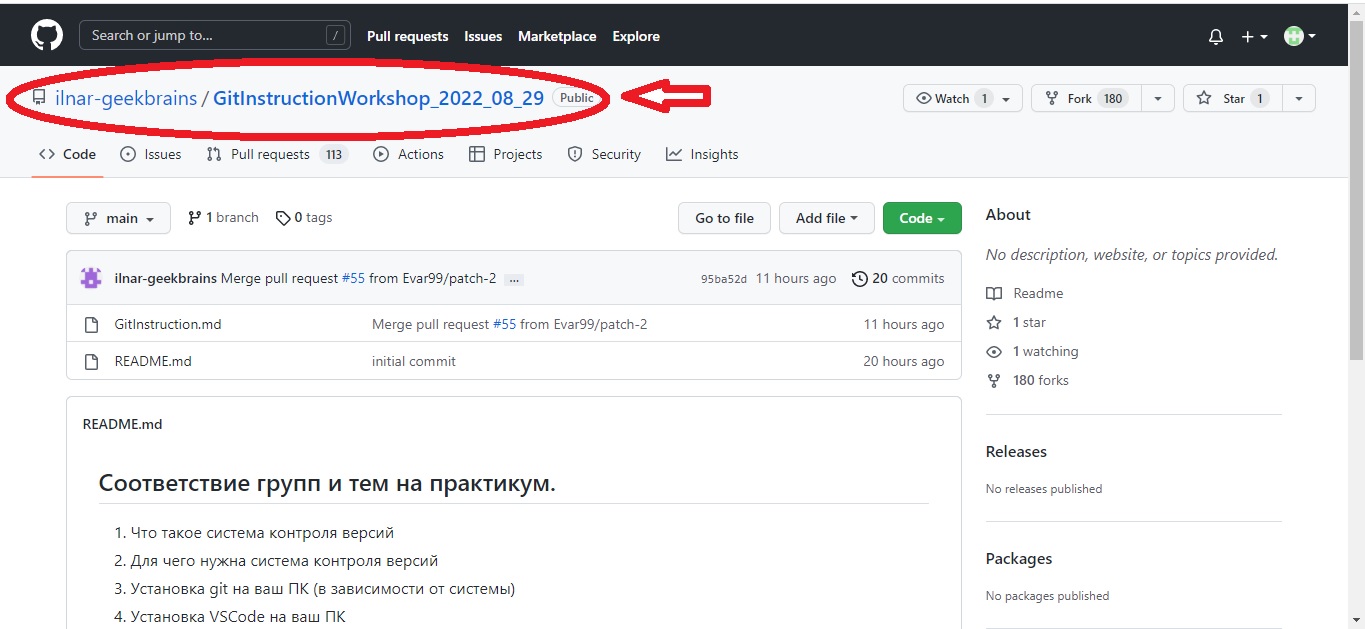 Search or jump to... /
Pull requests Issues Marketplace Explore
ilnar-geekbrains / GitInstructionWorkshop_2022_08_29 Public
Watch 1 Fork 180 Star 1
Code Issues Pull requests 113 Actions Projects Security Insights
main 1 branch 0 tags Go to file Add file Code
ilnar-geekbrains Merge pull request #55 from Evar99/patch-2 ... 95ba52d 11 hours ago 20 commits
GitInstruction.md Merge pull request #55 from Evar99/patch-2 11 hours ago
README.md initial commit 20 hours ago
README.md
Соответствие групп и тем на практикум.
1. Что такое система контроля версий
2. Для чего нужна система контроля версий
3. Установка git на ваш ПК (в зависимости от системы)
4. Установка VSCode на ваш ПК
About
No description, website, or topics provided.
Readme
1 star
1 watching
180 forks
Releases
No releases published
Packages
No packages published